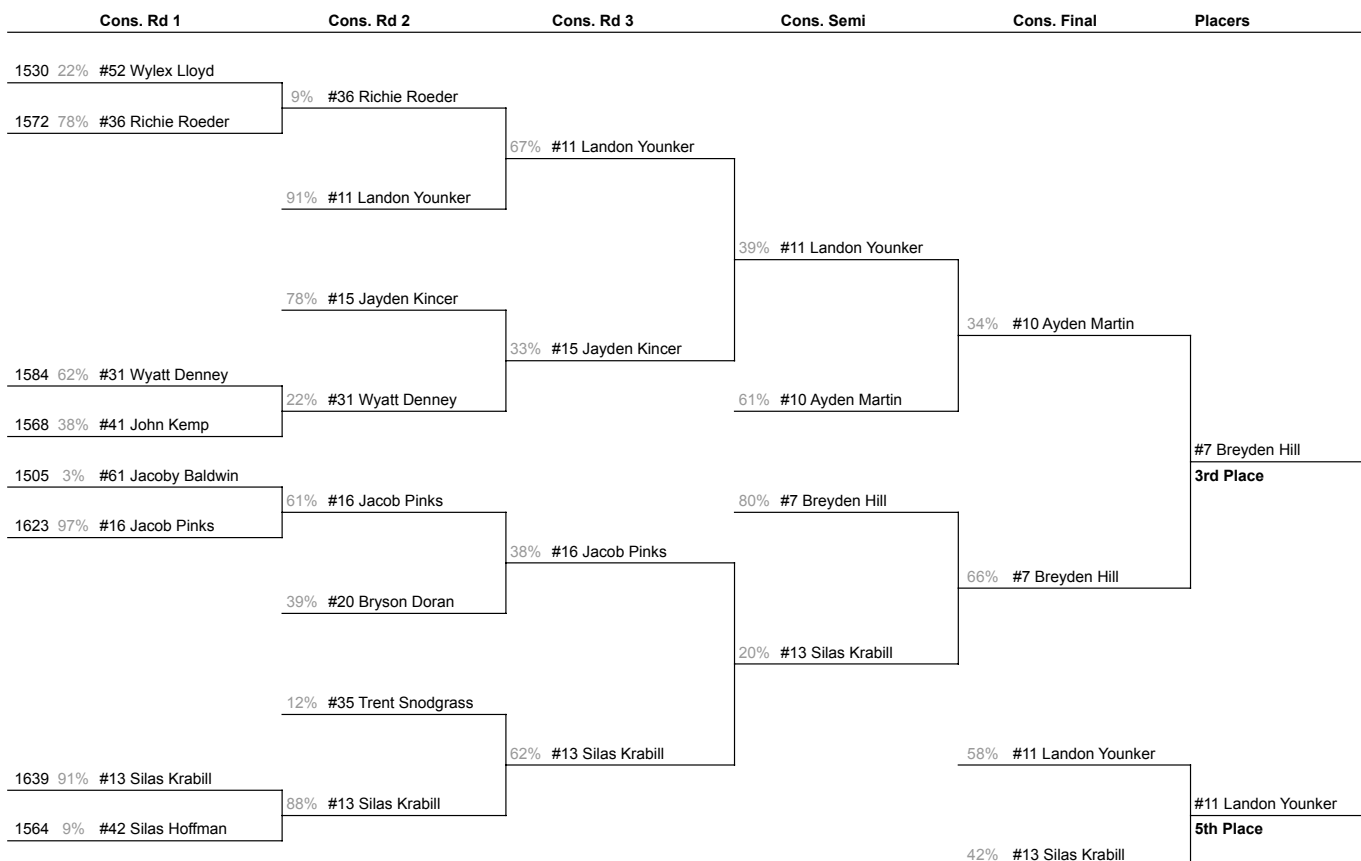 Cons. Rd 1 Cons. Rd 2 Cons. Rd 3 Cons. Semi Cons. Final Placers
1530 22% #52 Wylex Lloyd
9% #36 Richie Roeder
1572 78% #36 Richie Roeder
67% #11 Landon Younker
91% #11 Landon Younker
39% #11 Landon Younker
78% #15 Jayden Kincer
34% #10 Ayden Martin
33% #15 Jayden Kincer
1584 62% #31 Wyatt Denney
22% #31 Wyatt Denney
61% #10 Ayden Martin
1568 38% #41 John Kemp
#7 Breyden Hill
3rd Place
1505 3% #61 Jacoby Baldwin
61% #16 Jacob Pinks
80% #7 Breyden Hill
1623 97% #16 Jacob Pinks
38% #16 Jacob Pinks
66% #7 Breyden Hill
39% #20 Bryson Doran
20% #13 Silas Krabill
12% #35 Trent Snodgrass
62% #13 Silas Krabill
58% #11 Landon Younker
1639 91% #13 Silas Krabill
88% #13 Silas Krabill
#11 Landon Younker
5th Place
1564 9% #42 Silas Hoffman
42% #13 Silas Krabill